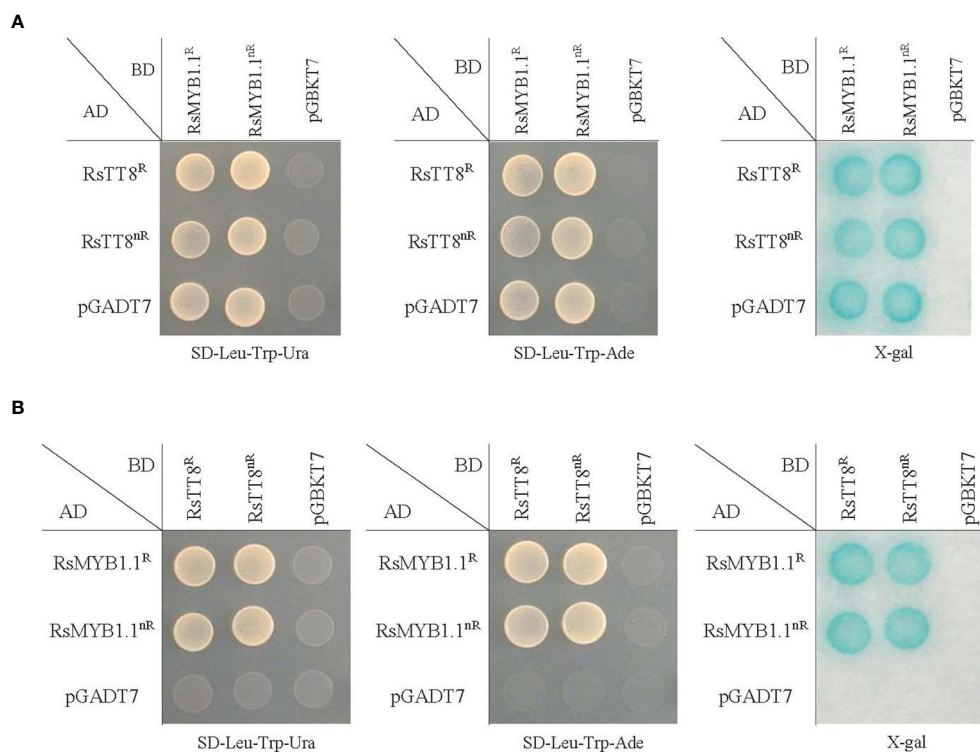 A
BD
AD
RsMYB1.1ᴿ
RsMYB1.1ⁿᴿ
pGBKT7
RsTT8ᴿ
RsTT8ⁿᴿ
pGADT7
SD-Leu-Trp-Ura
BD
AD
RsMYB1.1ᴿ
RsMYB1.1ⁿᴿ
pGBKT7
RsTT8ᴿ
RsTT8ⁿᴿ
pGADT7
SD-Leu-Trp-Ade
BD
AD
RsMYB1.1ᴿ
RsMYB1.1ⁿᴿ
pGBKT7
RsTT8ᴿ
RsTT8ⁿᴿ
pGADT7
X-gal
B
BD
AD
RsTT8ᴿ
RsTT8ⁿᴿ
pGBKT7
RsMYB1.1ᴿ
RsMYB1.1ⁿᴿ
pGADT7
SD-Leu-Trp-Ura
BD
AD
RsTT8ᴿ
RsTT8ⁿᴿ
pGBKT7
RsMYB1.1ᴿ
RsMYB1.1ⁿᴿ
pGADT7
SD-Leu-Trp-Ade
BD
AD
RsTT8ᴿ
RsTT8ⁿᴿ
pGBKT7
RsMYB1.1ᴿ
RsMYB1.1ⁿᴿ
pGADT7
X-gal